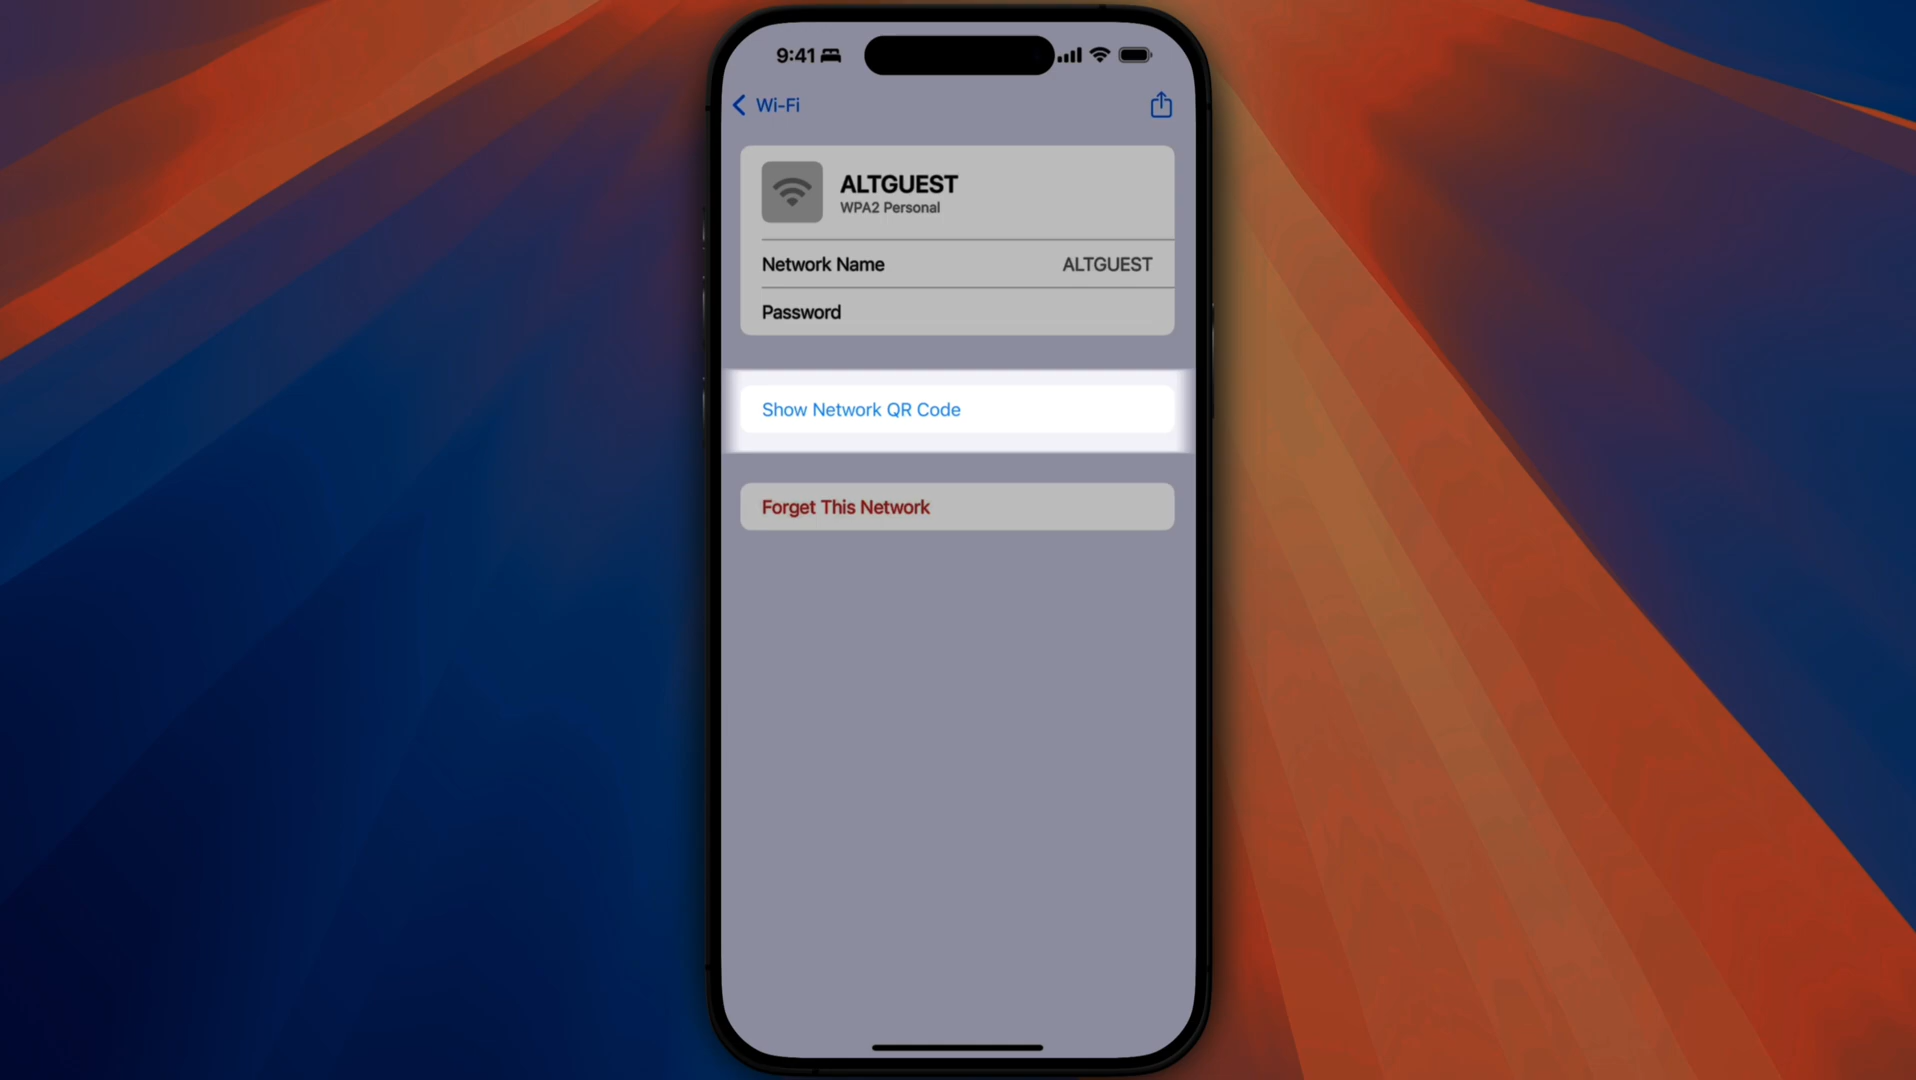 9:41
Wi-Fi
ALTGUEST
WPA2 Personal
Network Name ALTGUEST
Password
Show Network QR Code
Forget This Network